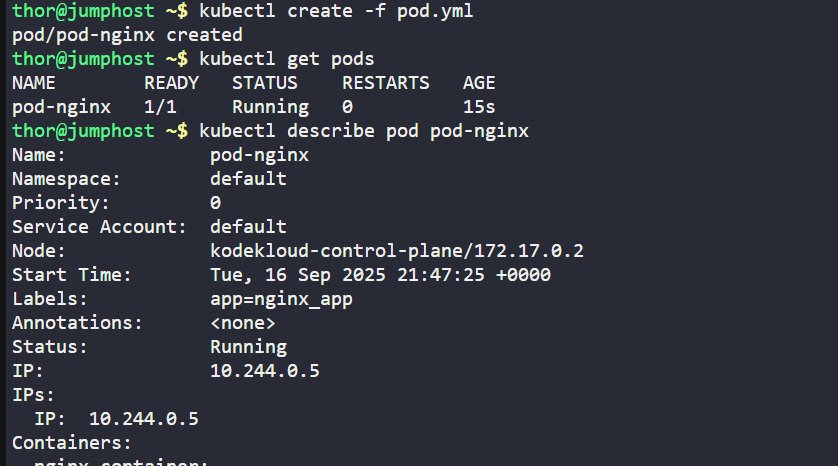 thor@jumphost ~$ kubectl create -f pod.yml
pod/pod-nginx created
thor@jumphost ~$ kubectl get pods
NAME        READY   STATUS    RESTARTS   AGE
pod-nginx   1/1     Running   0          15s
thor@jumphost ~$ kubectl describe pod pod-nginx
Name:             pod-nginx
Namespace:        default
Priority:         0
Service Account:  default
Node:             kodekloud-control-plane/172.17.0.2
Start Time:       Tue, 16 Sep 2025 21:47:25 +0000
Labels:           app=nginx_app
Annotations:      <none>
Status:           Running
IP:               10.244.0.5
IPs:
  IP:  10.244.0.5
Containers:
  nginx-container: